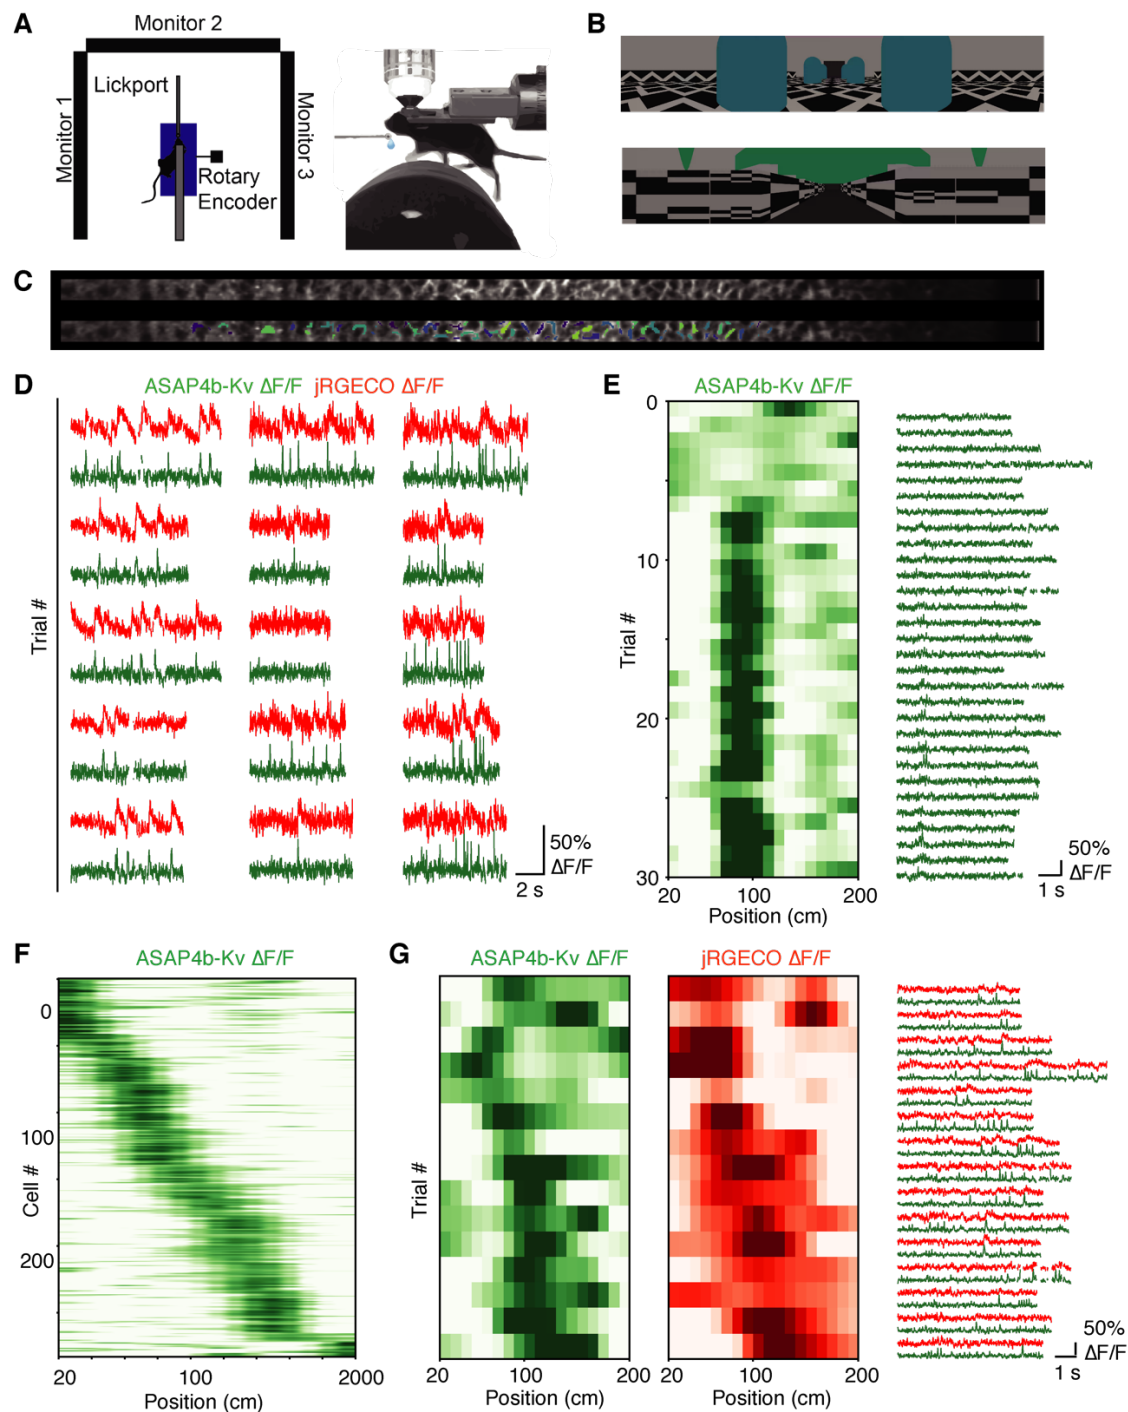 A
Monitor 2
Lickport
Monitor 1
Monitor 3
Rotary
Encoder
B
C
D
ASAP4b-Kv ΔF/F jRGECO ΔF/F
Trial #
50%
ΔF/F
2 s
E
ASAP4b-Kv ΔF/F
0
10
20
30
Trial #
20
100
200
Position (cm)
50%
ΔF/F
1 s
F
ASAP4b-Kv ΔF/F
0
100
200
Cell #
20
100
2000
Position (cm)
G
ASAP4b-Kv ΔF/F
jRGECO ΔF/F
Trial #
100
200
20
100
200
Position (cm)
Position (cm)
50%
ΔF/F
1 s